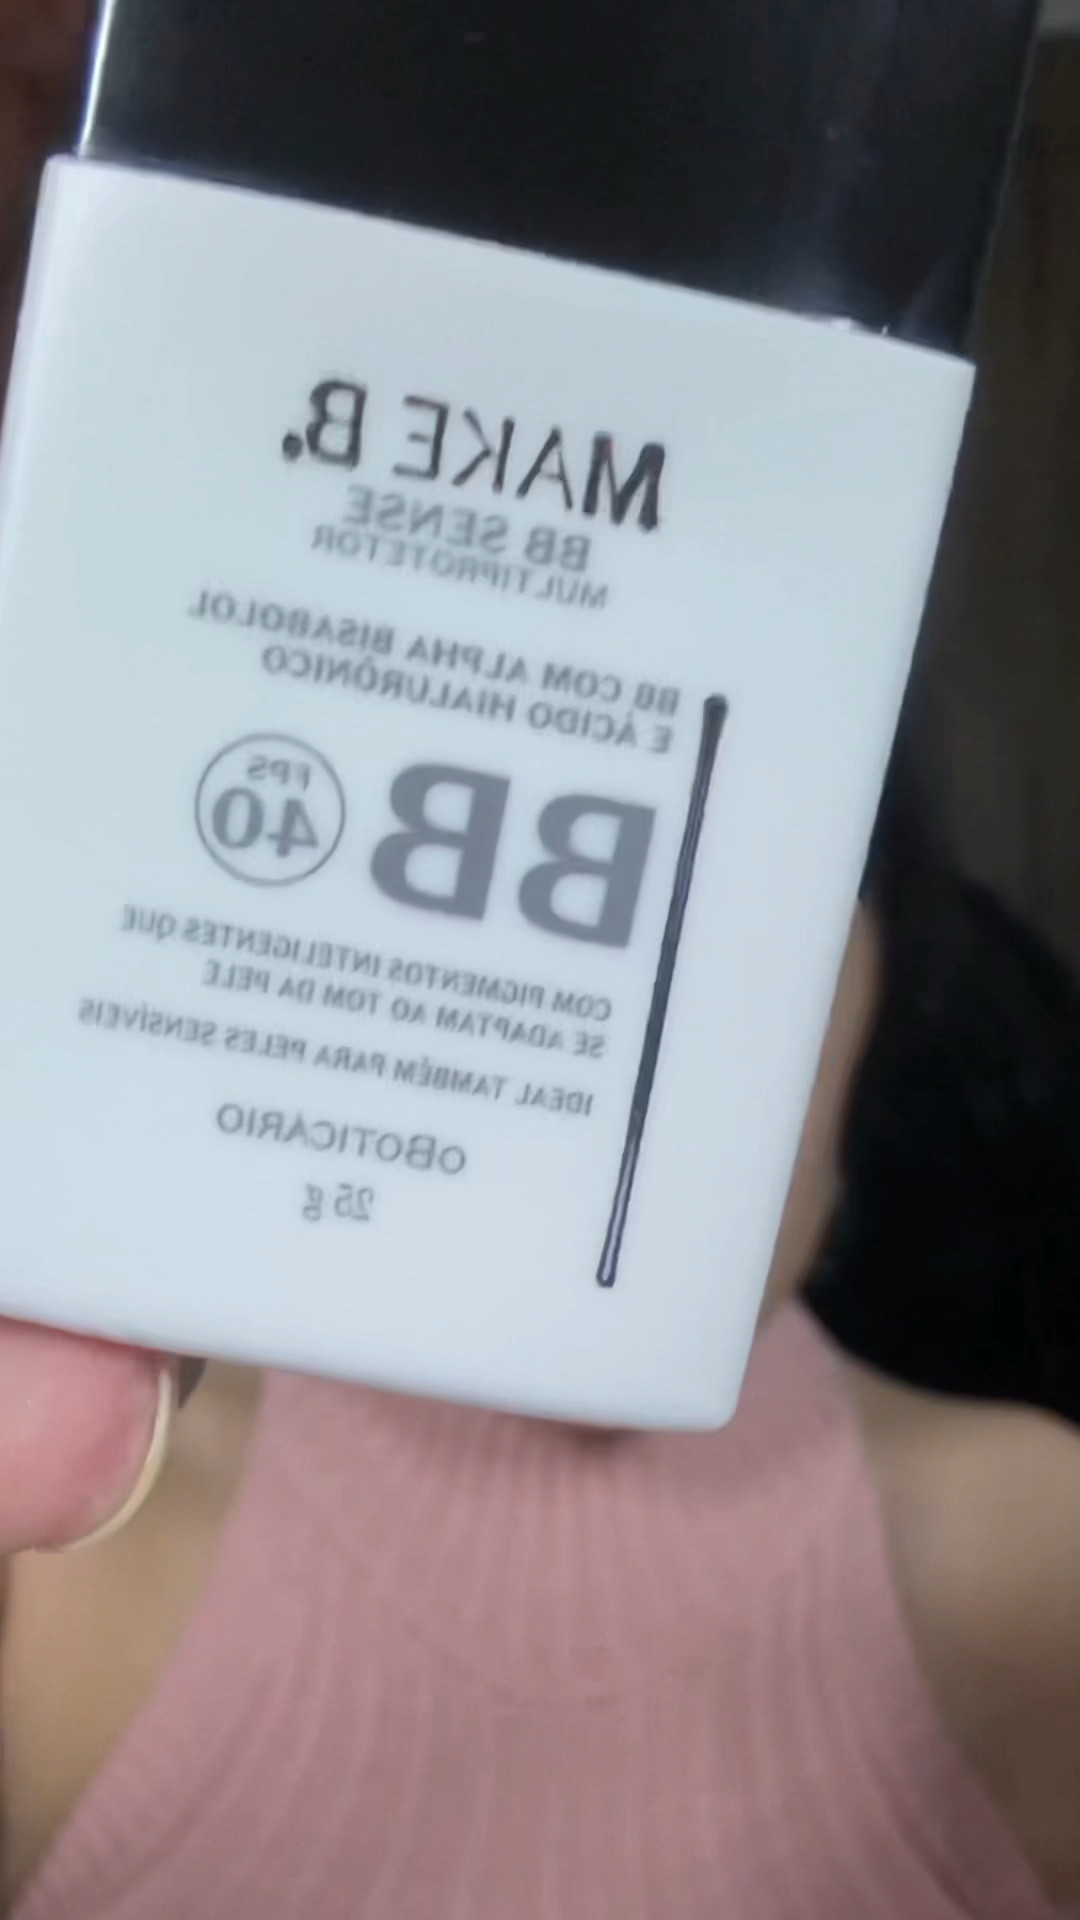 MAKE B.
BB SENSE
MULTIPROTETOR
BB COM ALPHA BISABOLOL
E ÁCIDO HIALURÔNICO
BB FPS 40
COM PIGMENTOS INTELIGENTES QUE
SE ADAPTAM AO TOM DA PELE
IDEAL TAMBÉM PARA PELES SENSÍVEIS
oBOTICÁRIO
25 g